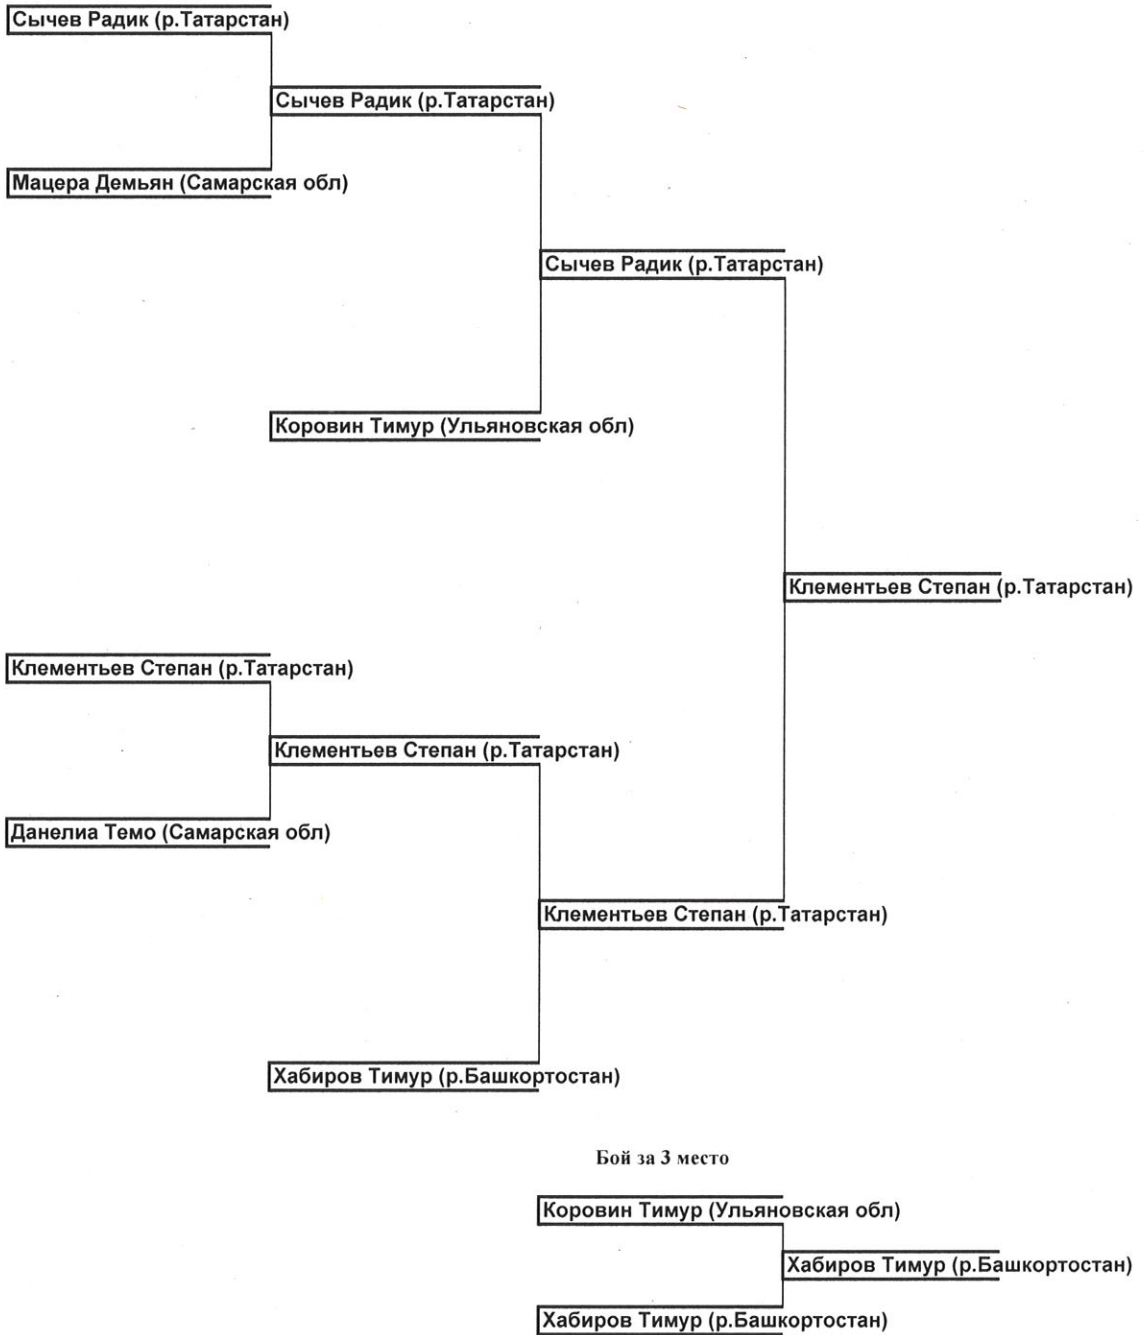 Сычев Радик (р.Татарстан)
Сычев Радик (р.Татарстан)
Мацера Демьян (Самарская обл)
Сычев Радик (р.Татарстан)
Коровин Тимур (Ульяновская обл)
Клементьев Степан (р.Татарстан)
Клементьев Степан (р.Татарстан)
Клементьев Степан (р.Татарстан)
Данелиа Темо (Самарская обл)
Клементьев Степан (р.Татарстан)
Хабиров Тимур (р.Башкортостан)
Бой за 3 место
Коровин Тимур (Ульяновская обл)
Хабиров Тимур (р.Башкортостан)
Хабиров Тимур (р.Башкортостан)